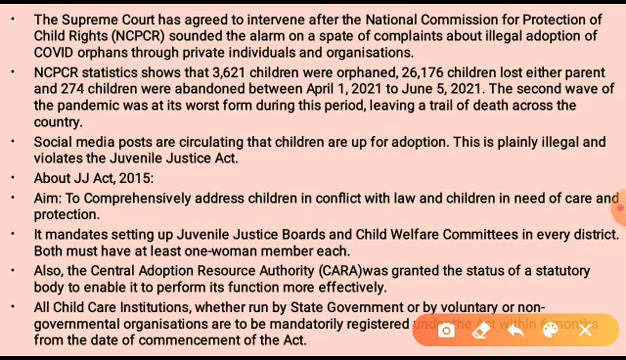 • The Supreme Court has agreed to intervene after the National Commission for Protection of
Child Rights (NCPCR) sounded the alarm on a spate of complaints about illegal adoption of
COVID orphans through private individuals and organisations.
• NCPCR statistics shows that 3,621 children were orphaned, 26,176 children lost either parent
and 274 children were abandoned between April 1, 2021 to June 5, 2021. The second wave of
the pandemic was at its worst form during this period, leaving a trail of death across the
country.
• Social media posts are circulating that children are up for adoption. This is plainly illegal and
violates the Juvenile Justice Act.
• About JJ Act, 2015:
• Aim: To Comprehensively address children in conflict with law and children in need of care and
protection.
• It mandates setting up Juvenile Justice Boards and Child Welfare Committees in every district.
Both must have at least one-woman member each.
• Also, the Central Adoption Resource Authority (CARA)was granted the status of a statutory
body to enable it to perform its function more effectively.
• All Child Care Institutions, whether run by State Government or by voluntary or non-
governmental organisations are to be mandatorily registered under the Act within 6 months
from the date of commencement of the Act.